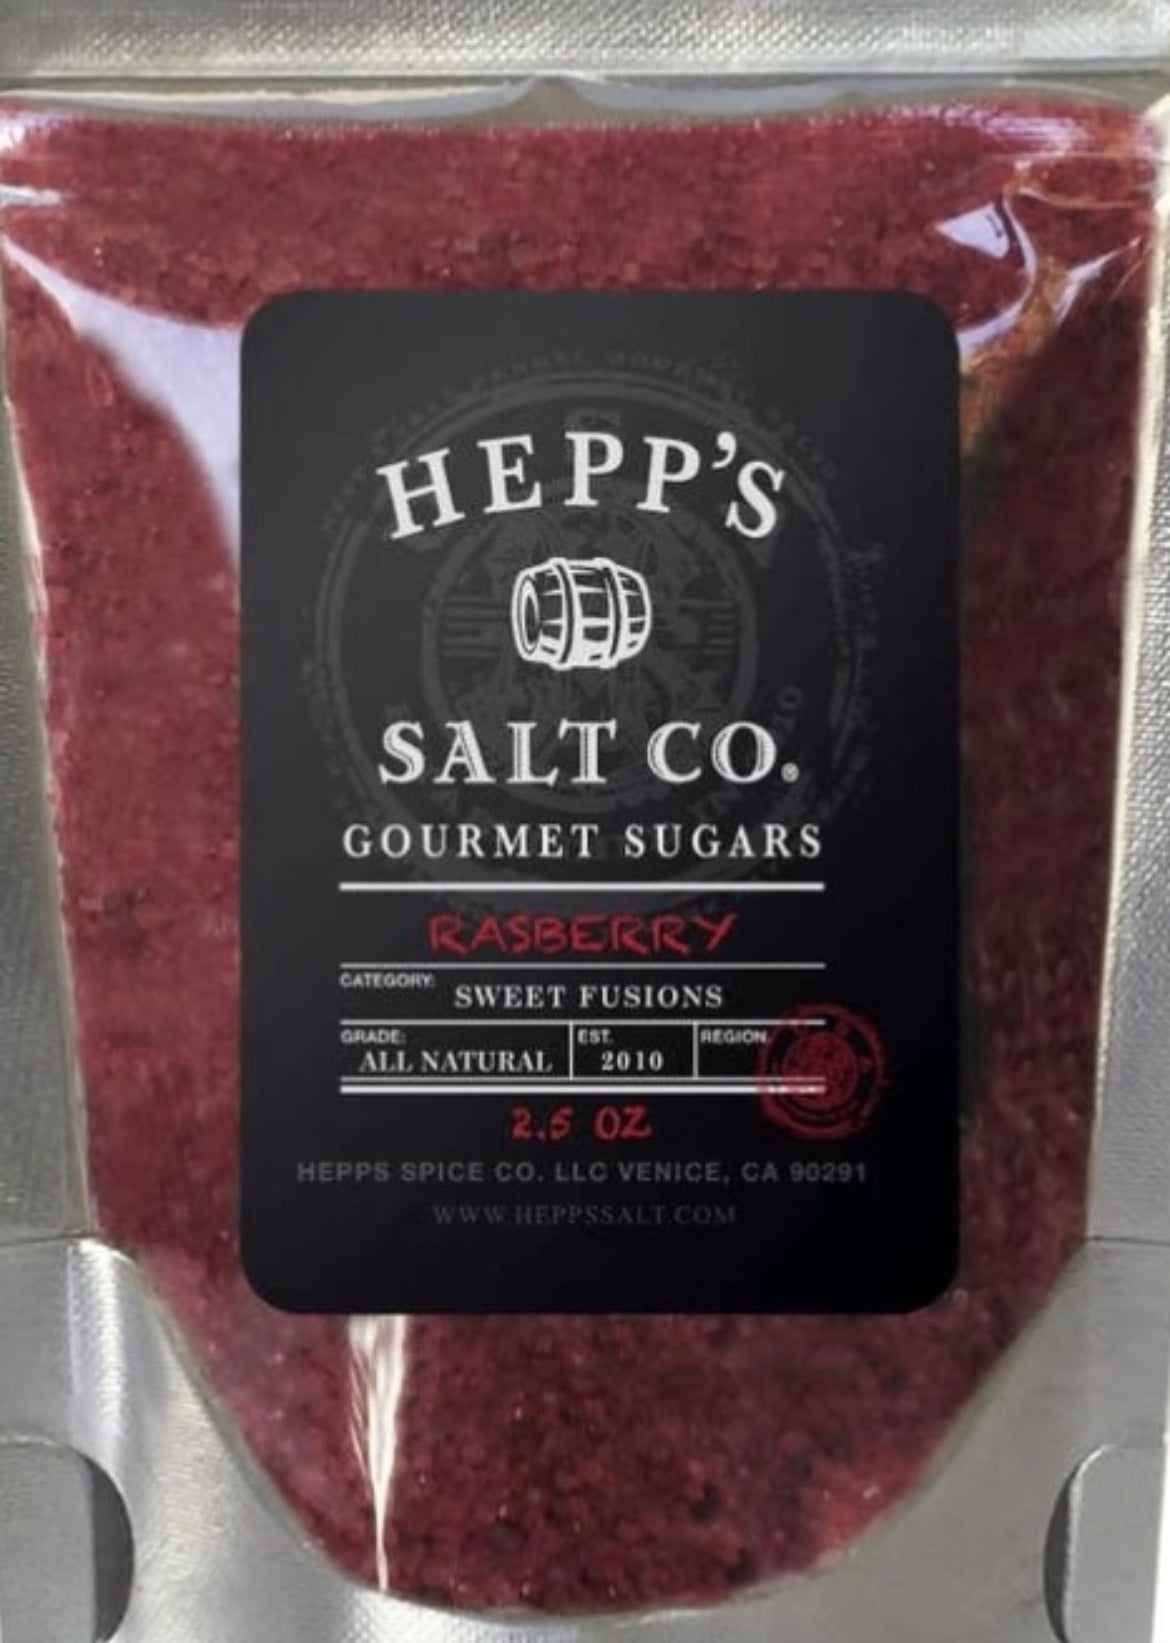 HEPP'S
SALT CO.
GOURMET SUGARS
RASBERRY
CATEGORY: SWEET FUSIONS
GRADE: ALL NATURAL EST. 2010 REGION
2.5 OZ
HEPPS SPICE CO. LLC VENICE, CA 90291
WWW.HEPPSSALT.COM